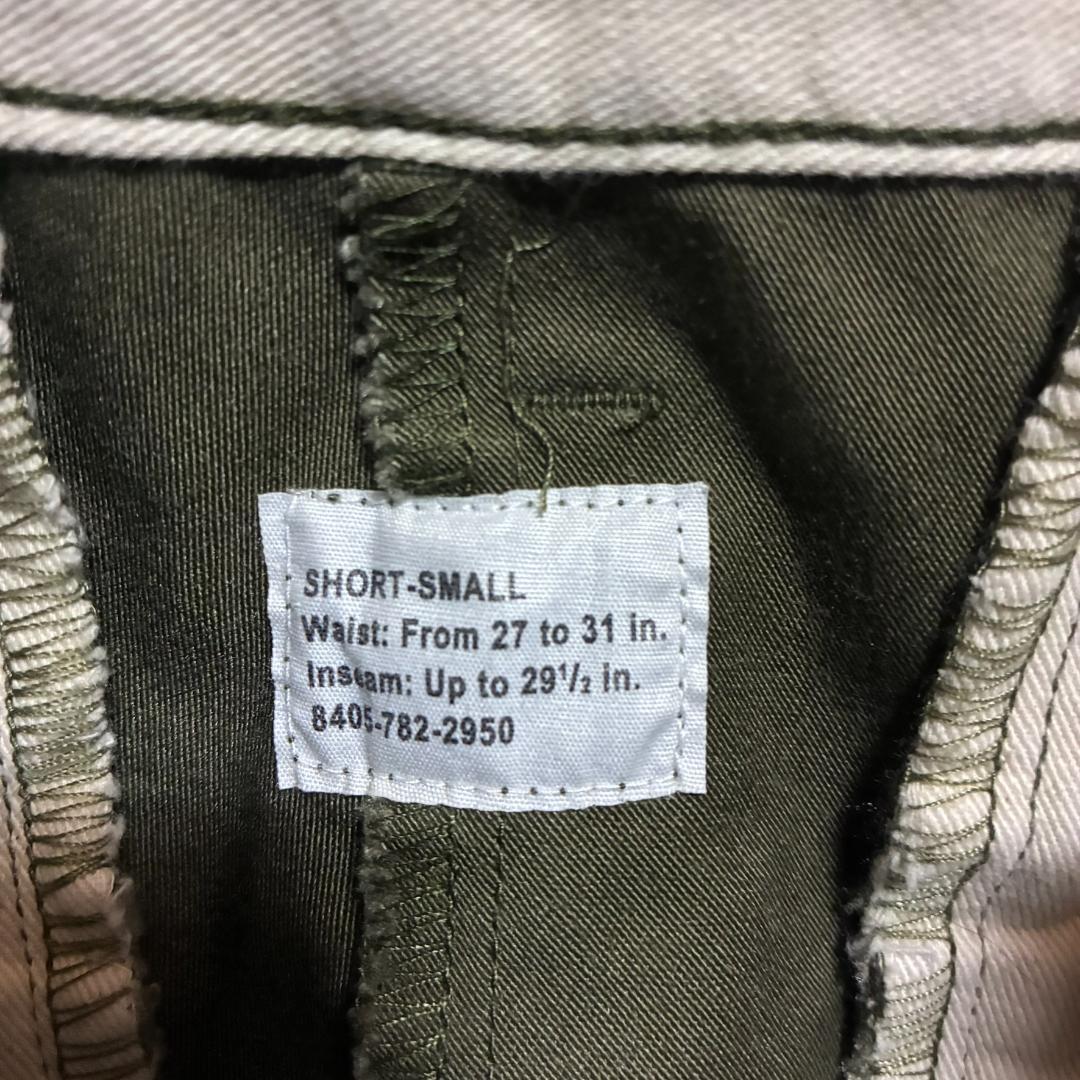 SHORT-SMALL
Waist: From 27 to 31 in.
Inseam: Up to 29¹/₂ in.
8405-782-2950